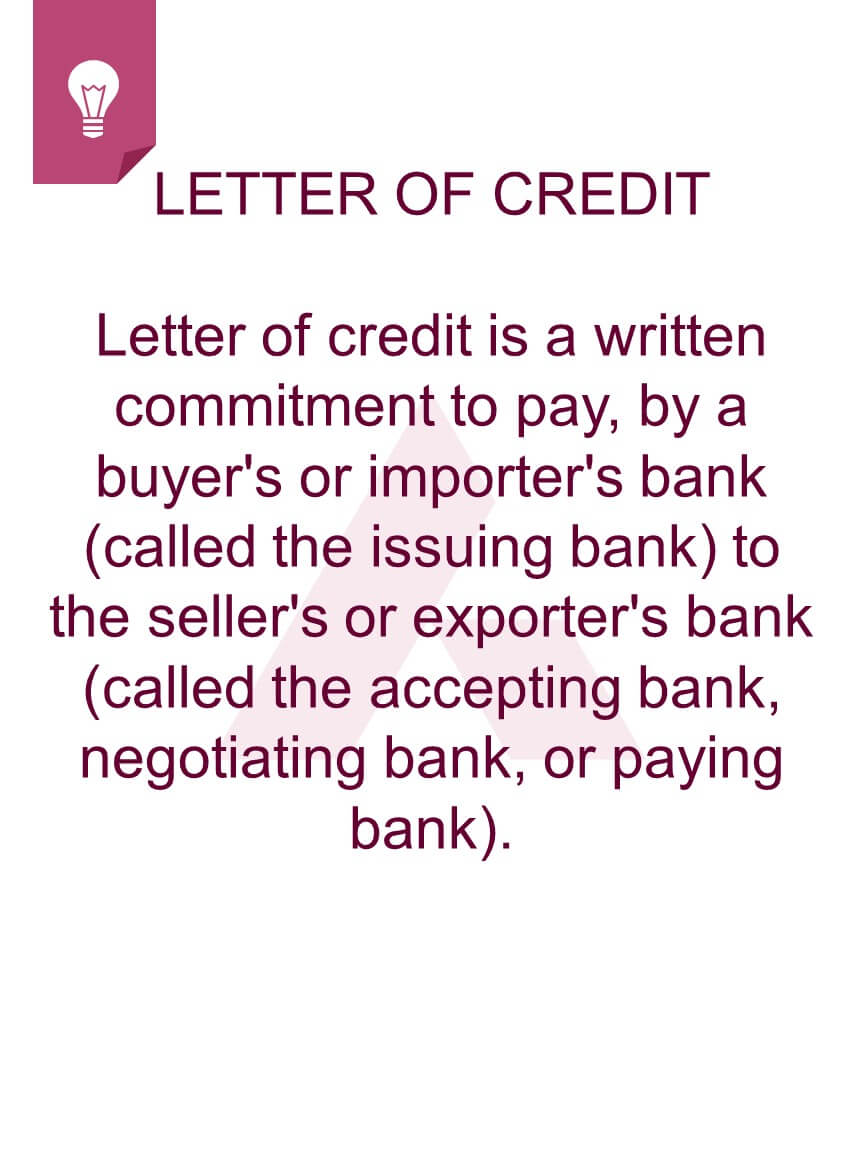 LETTER OF CREDIT
Letter of credit is a written
commitment to pay, by a
buyer's or importer's bank
(called the issuing bank) to
the seller's or exporter's bank
(called the accepting bank,
negotiating bank, or paying
bank).